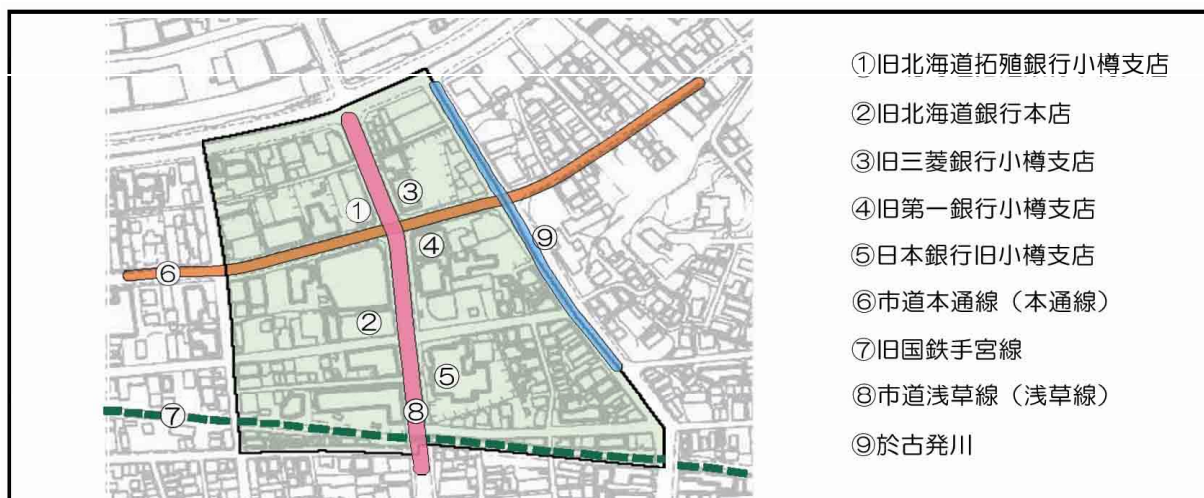 ①旧北海道拓殖銀行小樽支店
②旧北海道銀行本店
③旧三菱銀行小樽支店
④旧第一銀行小樽支店
⑤日本銀行旧小樽支店
⑥市道本通線（本通線）
⑦旧国鉄手宮線
⑧市道浅草線（浅草線）
⑨於古発川
③
①
④
⑨
⑥
②
⑤
⑦
⑧